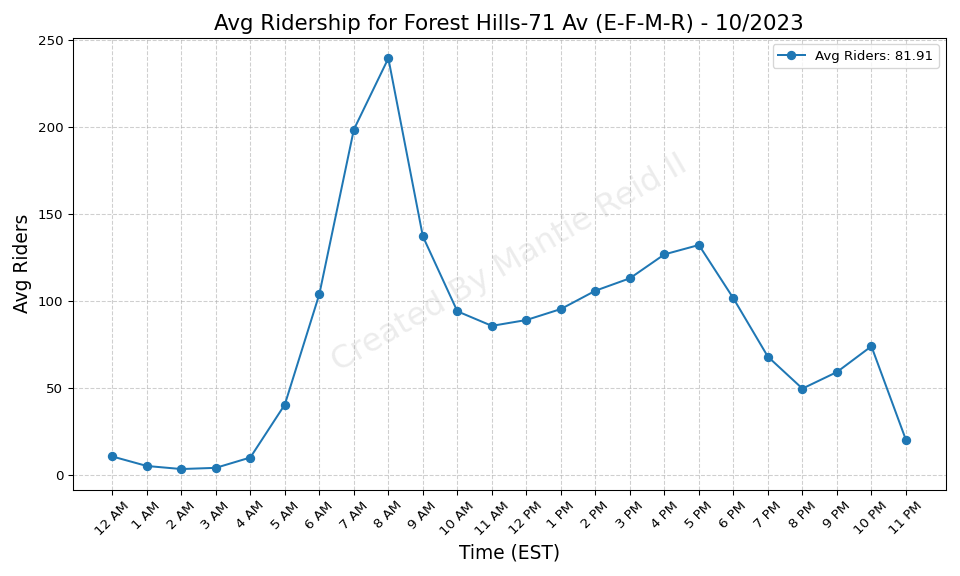 Avg Ridership for Forest Hills-71 Av (E-F-M-R) - 10/2023
Avg Riders: 81.91
250
200
150
100
50
0
Avg Riders
Created By Mantle Reid II
12 AM
1 AM
2 AM
3 AM
4 AM
5 AM
6 AM
7 AM
8 AM
9 AM
10 AM
11 AM
12 PM
1 PM
2 PM
3 PM
4 PM
5 PM
6 PM
7 PM
8 PM
9 PM
10 PM
11 PM
Time (EST)